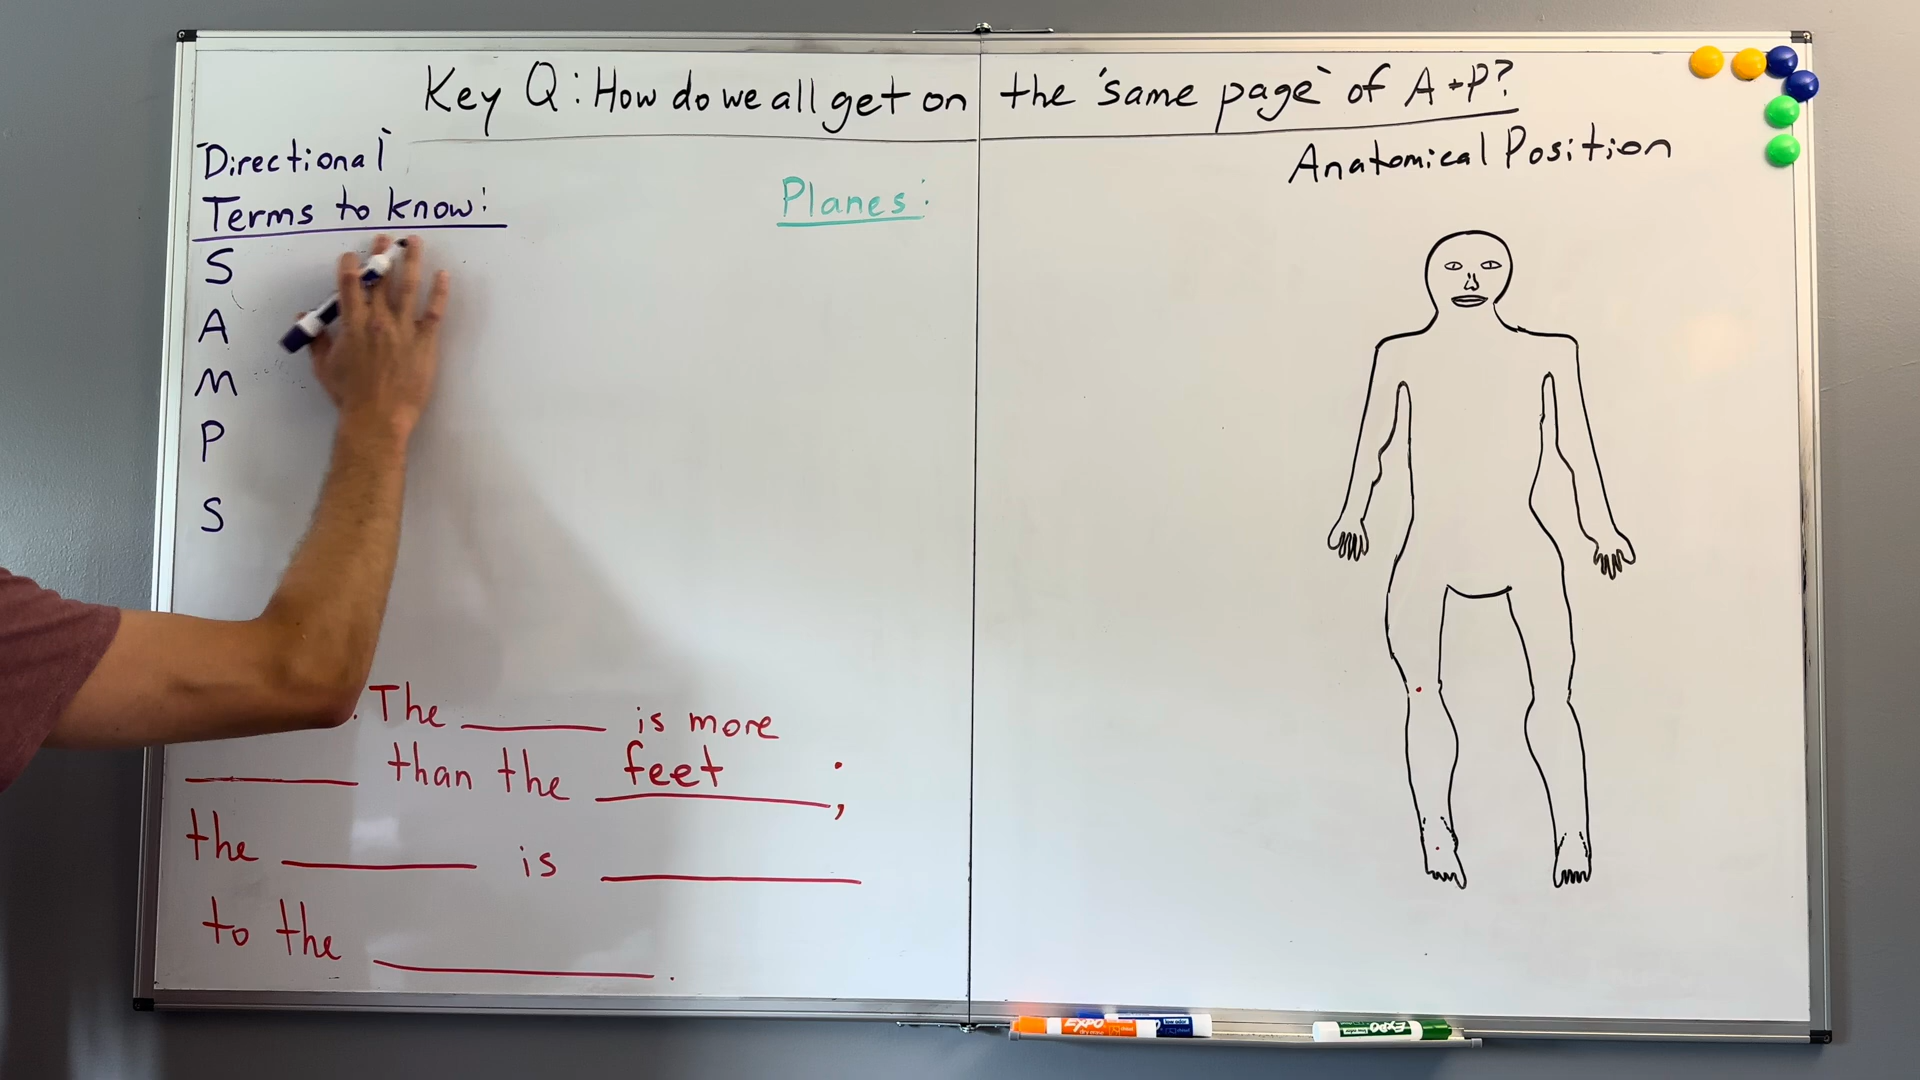 Key Q: How do we all get on the 'same page' of A+P?
Directional
Terms to know:
S
A
M
P
S
Planes:
Anatomical Position
The ______ is more
______ than the feet ;
the ______ is ______
to the ______.
EXPO
EXPO